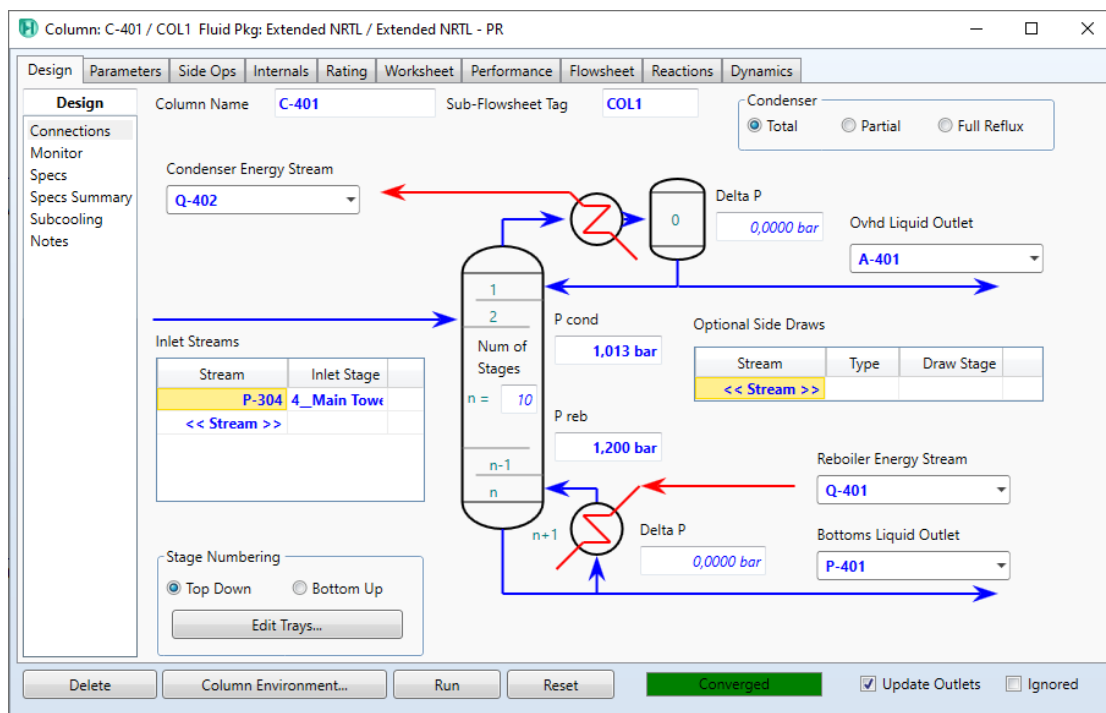 Column: C-401 / COL1 Fluid Pkg: Extended NRTL / Extended NRTL - PR
Design Parameters Side Ops Internals Rating Worksheet Performance Flowsheet Reactions Dynamics
Design
Connections
Monitor
Specs
Specs Summary
Subcooling
Notes
Column Name C-401 Sub-Flowsheet Tag COL1
Condenser
Total Partial Full Reflux
Condenser Energy Stream
Q-402
0
Delta P
0,0000 bar
Ovhd Liquid Outlet
A-401
1
2
Num of
Stages
n = 10
n-1
n
n+1
P cond
1,013 bar
P reb
1,200 bar
Inlet Streams
Stream Inlet Stage
P-304 4__Main Towe
<< Stream >>
Optional Side Draws
Stream Type Draw Stage
<< Stream >>
Reboiler Energy Stream
Q-401
Delta P
0,0000 bar
Bottoms Liquid Outlet
P-401
Stage Numbering
Top Down Bottom Up
Edit Trays...
Delete Column Environment... Run Reset Converged Update Outlets Ignored